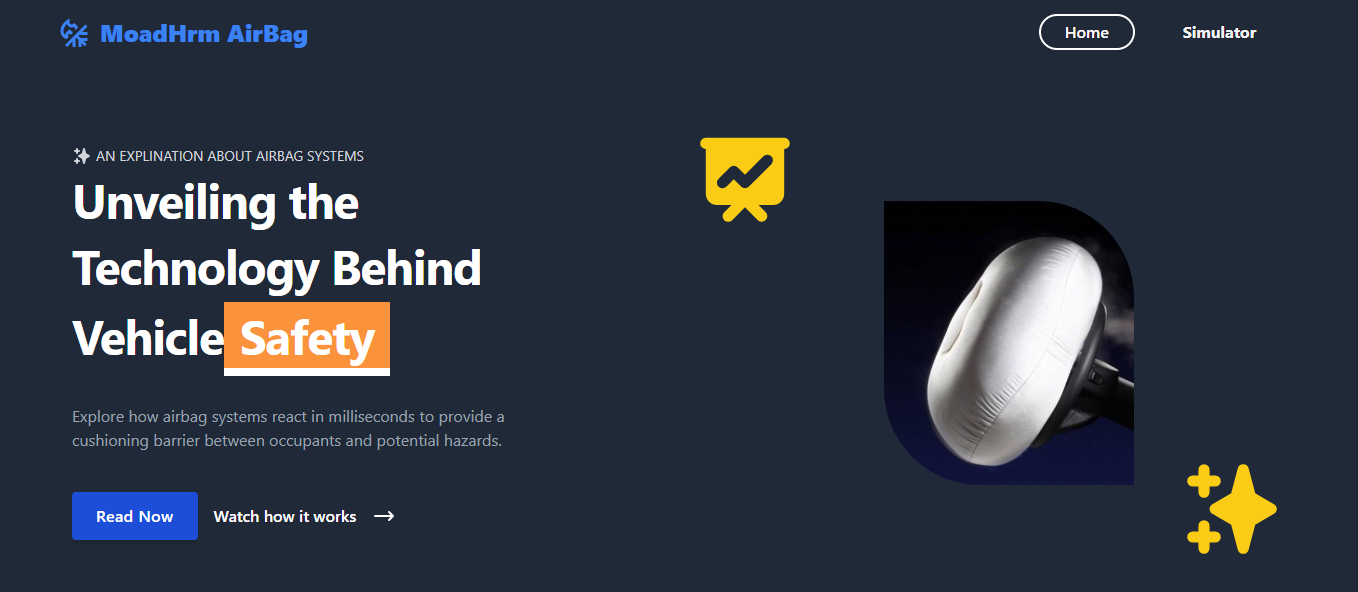 MoadHrm AirBag
Home
Simulator
AN EXPLINATION ABOUT AIRBAG SYSTEMS
Unveiling the
Technology Behind
Vehicle Safety
Explore how airbag systems react in milliseconds to provide a
cushioning barrier between occupants and potential hazards.
Read Now
Watch how it works